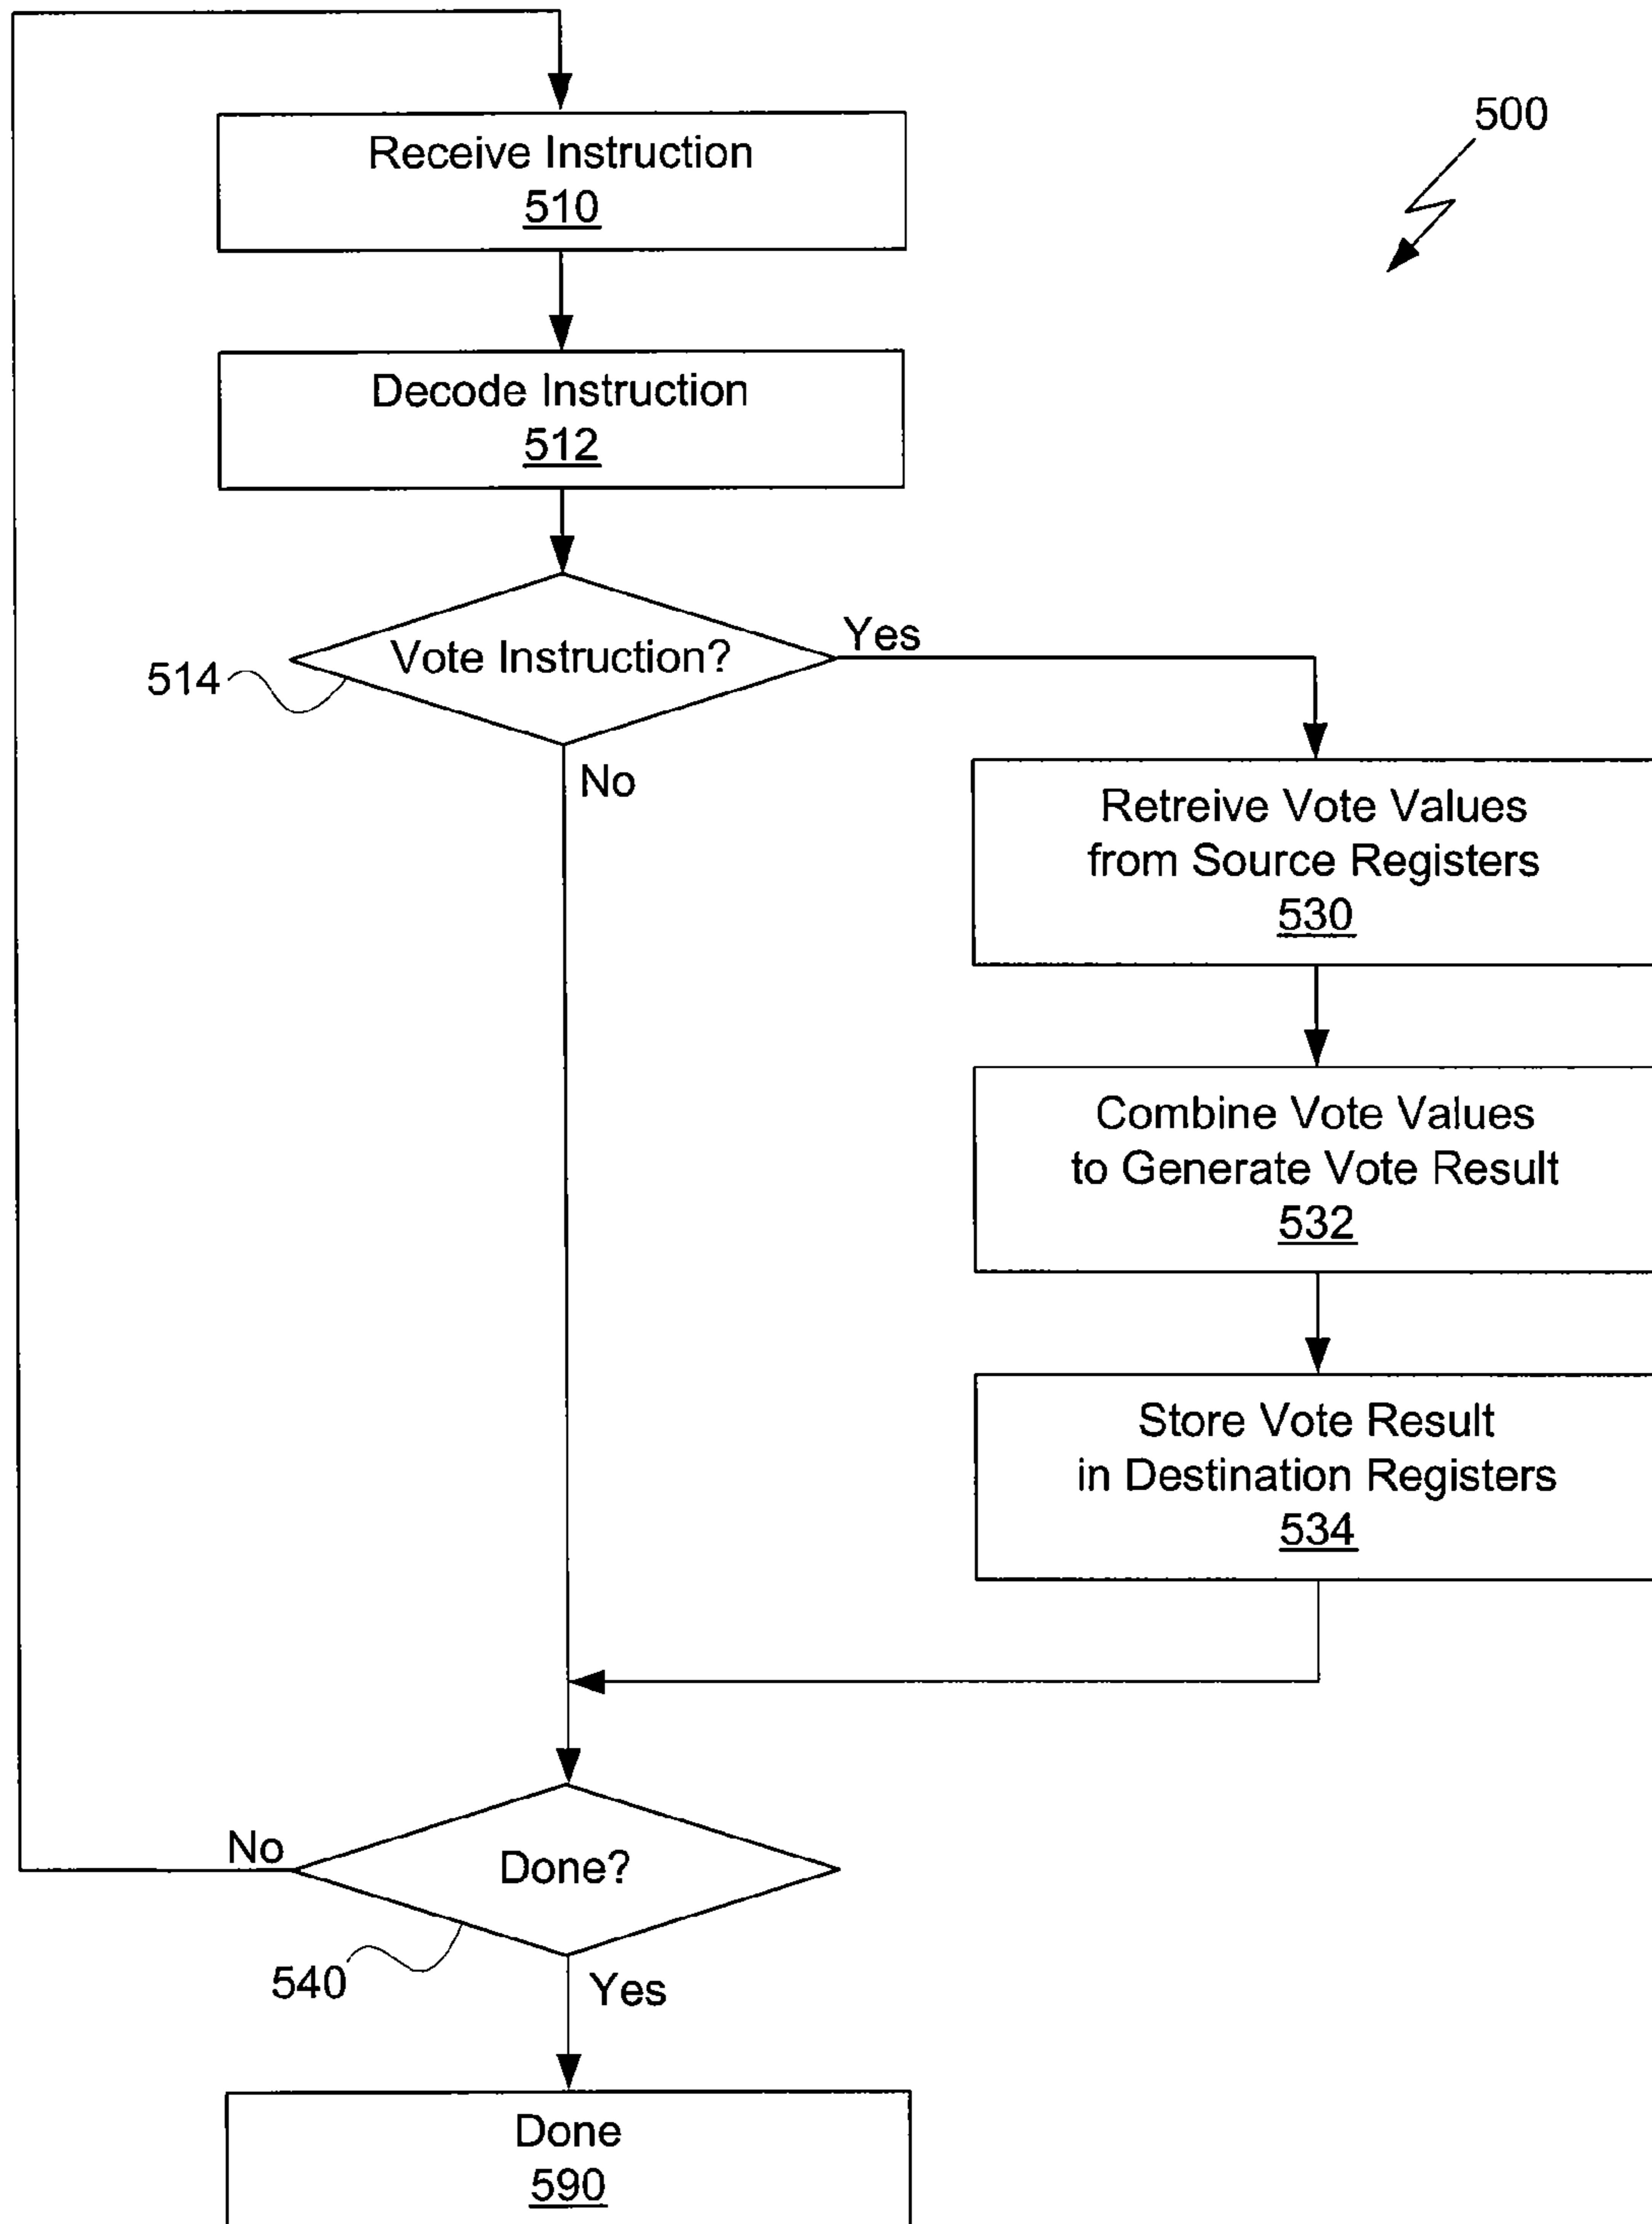 500
Receive Instruction
510
Decode Instruction
512
Vote Instruction?
Yes
514
No
Retreive Vote Values
from Source Registers
530
Combine Vote Values
to Generate Vote Result
532
Store Vote Result
in Destination Registers
534
No
Done?
540
Yes
Done
590